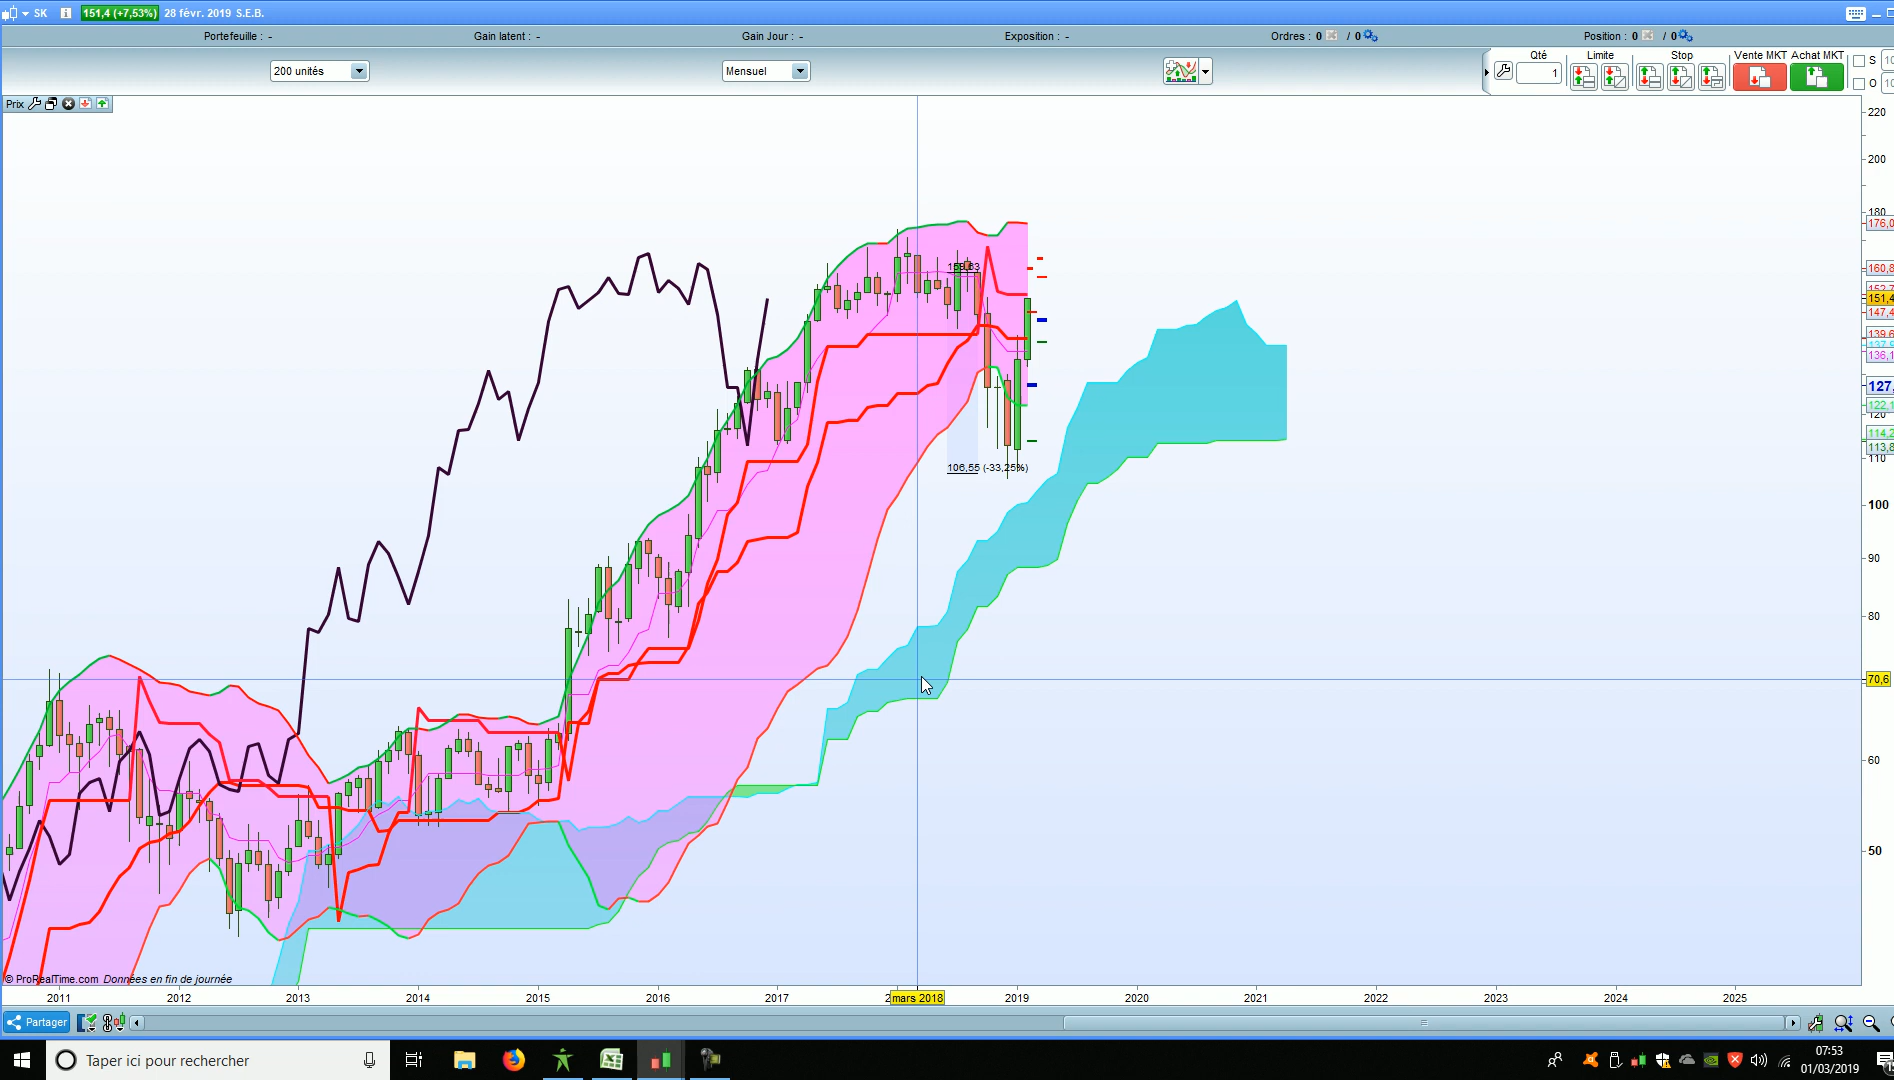 SK 151,4 (+7,53%) 28 févr. 2019 S.E.B.
Portefeuille : - Gain latent : - Gain Jour : - Exposition : - Ordres : 0 / 0 Position : 0 / 0
200 unités Mensuel Qté 1 Limite Stop Vente MKT Achat MKT S 10
O 10
Prix
220
200
180
176,0
160,8
151,4
147,4
139,6
136,1
127,
122,1
120
114,2
113,8
110
100
90
80
70,6
60
50
159,63
106,55 (-33,25%)
© ProRealTime.com Données en fin de journée
2011 2012 2013 2014 2015 2016 2017 mars 2018 2019 2020 2021 2022 2023 2024 2025
Partager
Taper ici pour rechercher
07:53
01/03/2019